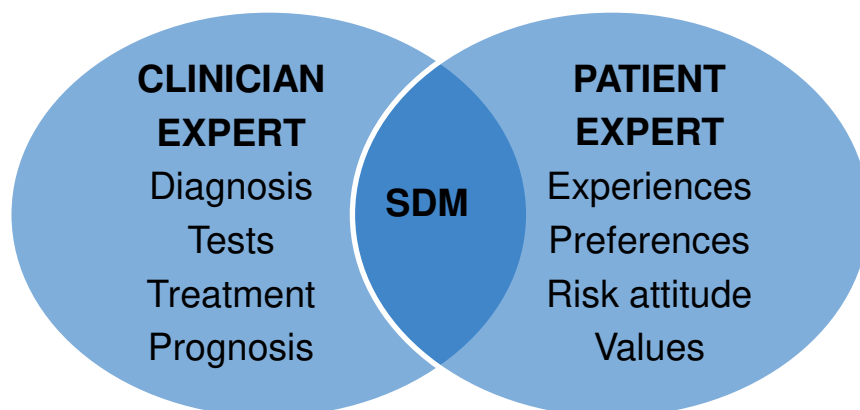 CLINICIAN
EXPERT
Diagnosis
Tests
Treatment
Prognosis
SDM
PATIENT
EXPERT
Experiences
Preferences
Risk attitude
Values